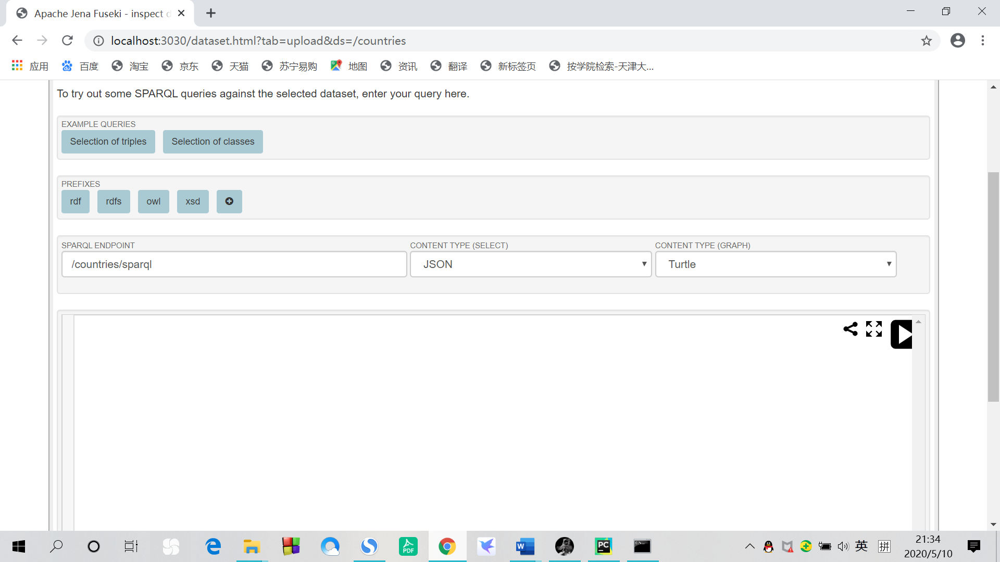 Apache Jena Fuseki - inspect d
localhost:3030/dataset.html?tab=upload&ds=/countries
应用 百度 淘宝 京东 天猫 苏宁易购 地图 资讯 翻译 新标签页 按学院检索-天津大...
To try out some SPARQL queries against the selected dataset, enter your query here.
EXAMPLE QUERIES
Selection of triples Selection of classes
PREFIXES
rdf rdfs owl xsd
SPARQL ENDPOINT CONTENT TYPE (SELECT) CONTENT TYPE (GRAPH)
/countries/sparql JSON Turtle
PDF W PC 英 拼
21:34
2020/5/10